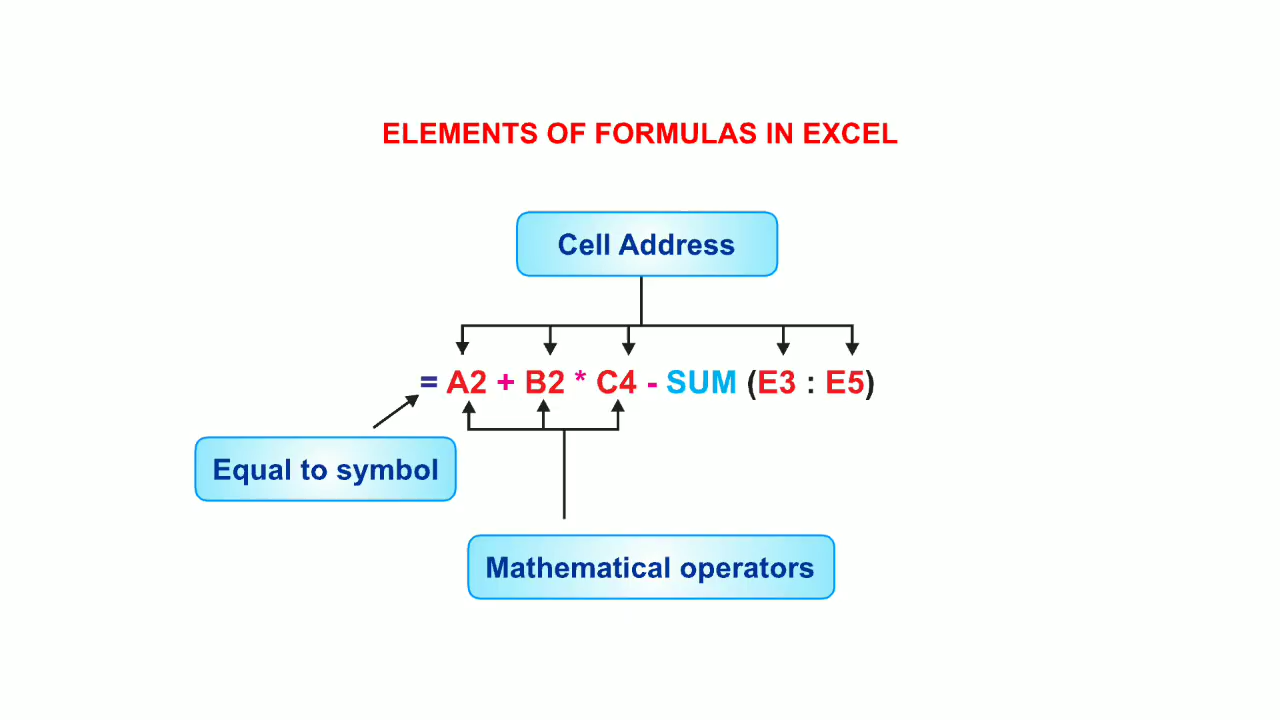 ELEMENTS OF FORMULAS IN EXCEL
Cell Address
= A2 + B2 * C4 - SUM (E3 : E5)
Equal to symbol
Mathematical operators